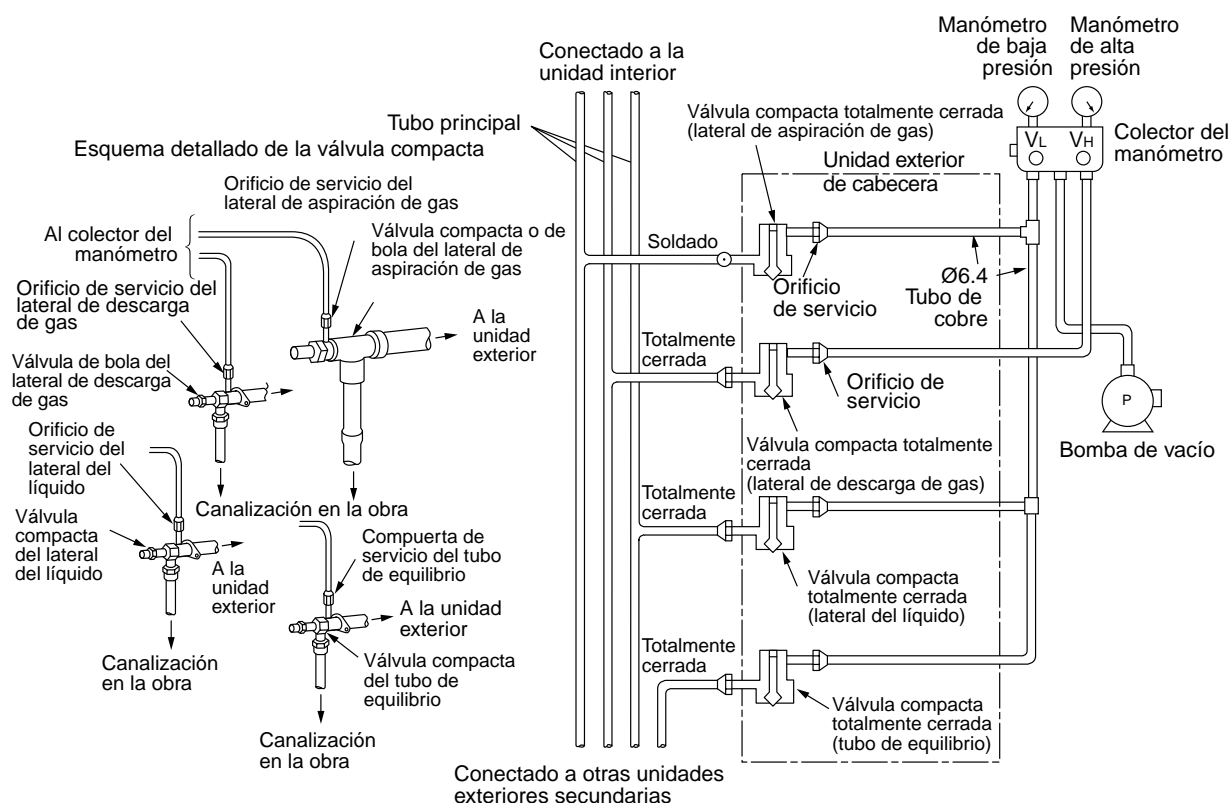 Manómetro
de baja
presión
Manómetro
de alta
presión
Conectado a la
unidad interior
Válvula compacta totalmente cerrada
(lateral de aspiración de gas)
Tubo principal
VL
VH
Colector del
manómetro
Esquema detallado de la válvula compacta
Unidad exterior
de cabecera
Orificio de servicio del
lateral de aspiración de gas
Al colector del
manómetro
Válvula compacta o de
bola del lateral de
aspiración de gas
Soldado
Orificio
de servicio
Ø6.4
Tubo de
cobre
Orificio de servicio del
lateral de descarga
de gas
A la
unidad
exterior
Totalmente
cerrada
Válvula de bola del
lateral de descarga
de gas
Orificio de
servicio
P
Bomba de vacío
Orificio de
servicio del
lateral del
líquido
Válvula compacta totalmente
cerrada
(lateral de descarga de gas)
Canalización en la obra
Totalmente
cerrada
Válvula
compacta
del lateral
del líquido
A la
unidad
exterior
Compuerta de
servicio del tubo
de equilibrio
Válvula compacta
totalmente cerrada
(lateral del líquido)
A la unidad
exterior
Canalización
en la obra
Válvula compacta
del tubo de
equilibrio
Totalmente
cerrada
Válvula compacta
totalmente cerrada
(tubo de equilibrio)
Canalización
en la obra
Conectado a otras unidades
exteriores secundarias